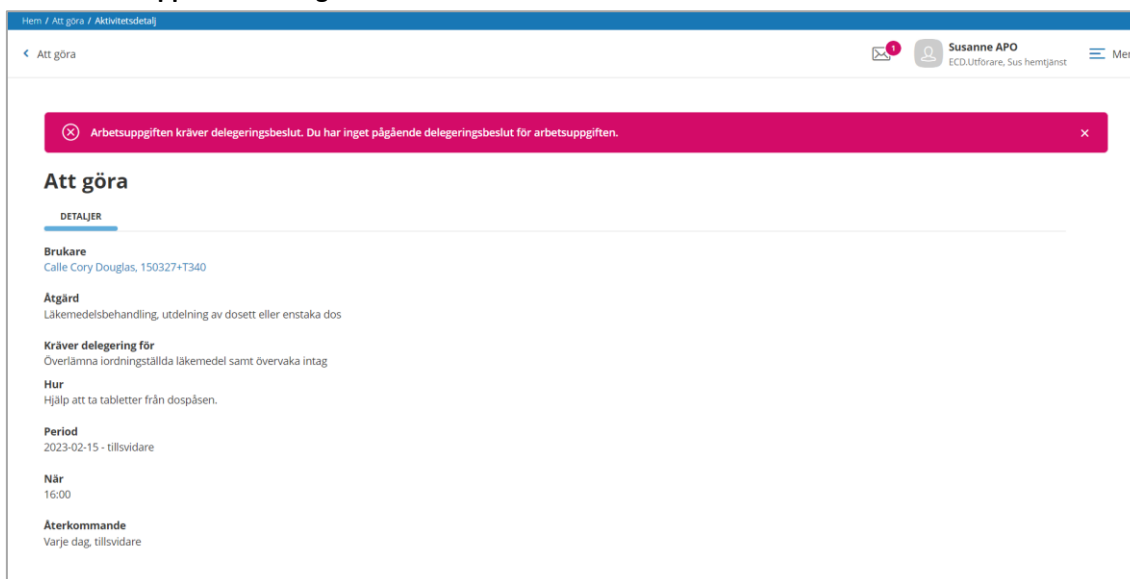 Hem / Att göra / Aktivitetsdetalj
Att göra
1
Susanne APO
ECD.Utförare, Sus hemtjänst
Arbetsuppgiften kräver delegeringsbeslut. Du har inget pågående delegeringsbeslut för arbetsuppgiften.
Att göra
DETALJER
Brukare
Calle Cory Douglas, 150327+T340
Åtgärd
Läkemedelsbehandling, utdelning av dosett eller enstaka dos
Kräver delegering för
Överlämna iordningställda läkemedel samt övervaka intag
Hur
Hjälp att ta tabletter från dospåsen.
Period
2023-02-15 - tillsvidare
När
16:00
Återkommande
Varje dag, tillsvidare